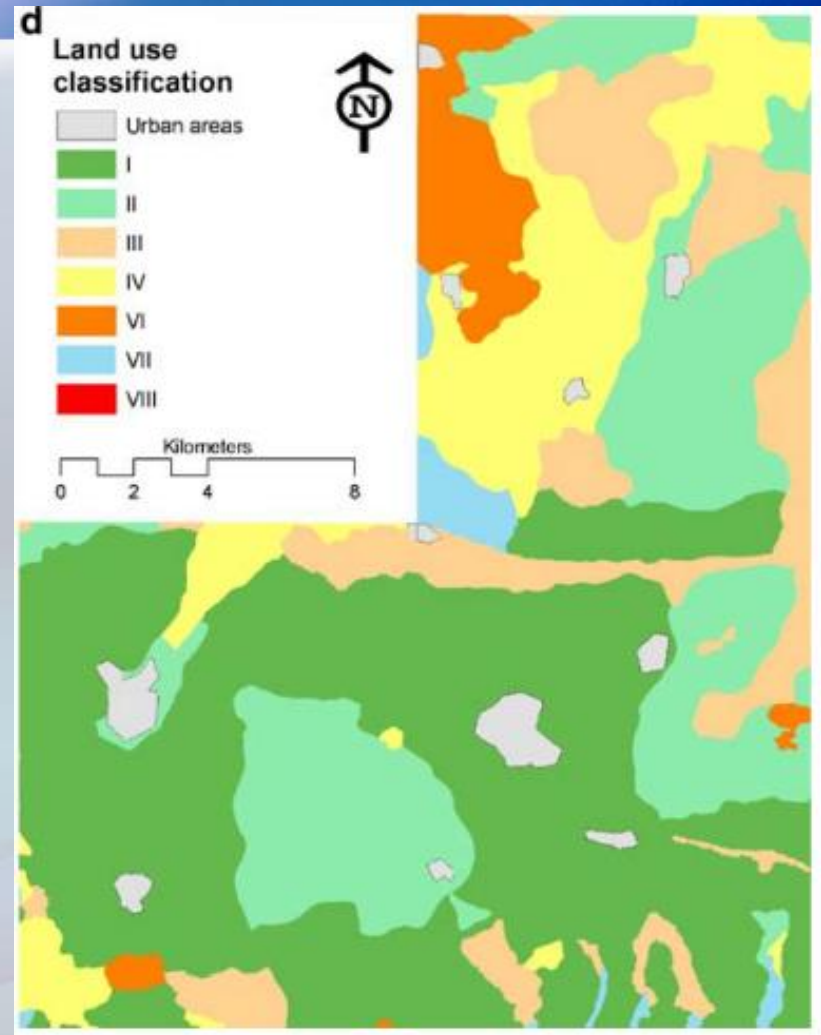 d
Land use
classification
N
Urban areas
I
II
III
IV
VI
VII
VIII
Kilometers
0 2 4 8